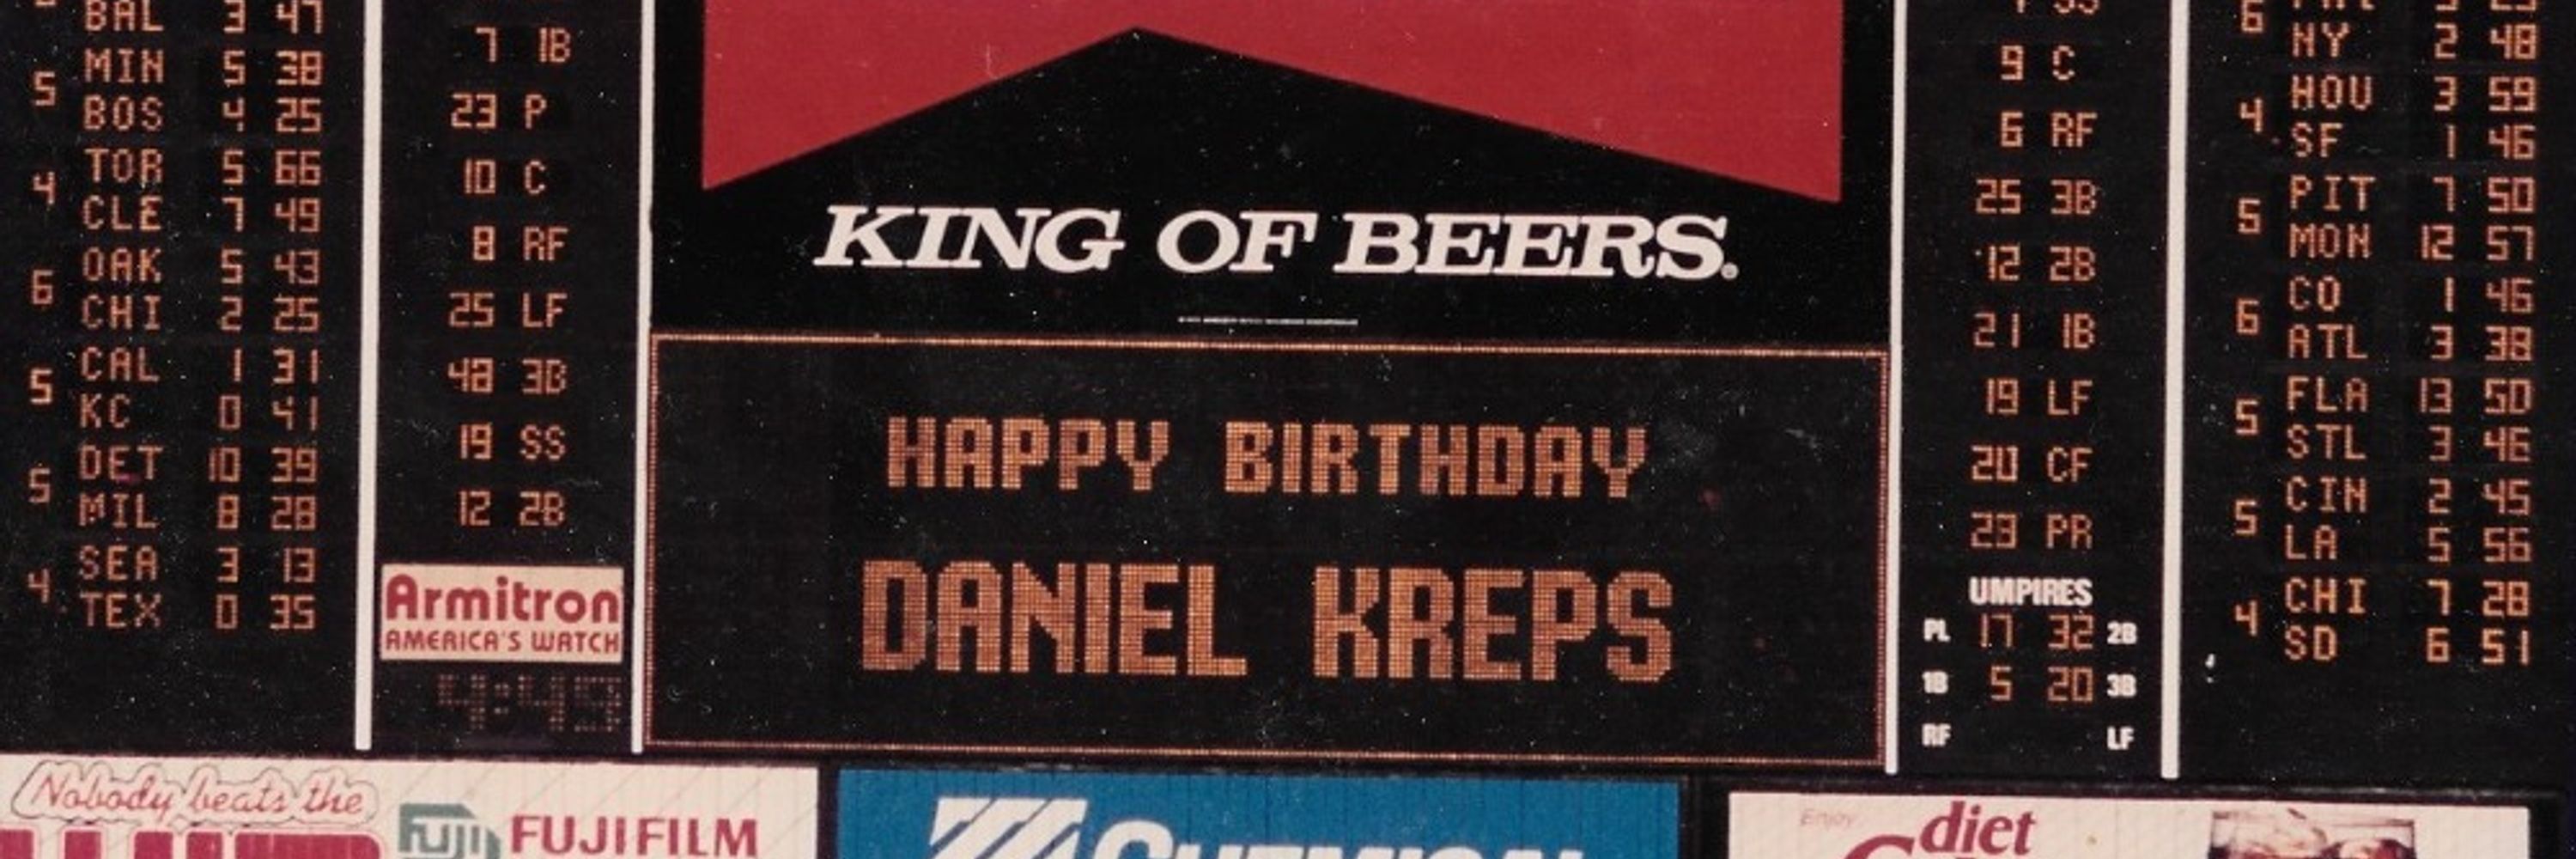 BAL 3 47
5 MIN 5 38
BOS 4 25
4 TOR 5 66
CLE 7 49
6 OAK 5 43
CHI 2 25
5 CAL 1 31
KC 0 41
5 DET 10 39
MIL 8 28
4 SEA 3 13
TEX 0 35
7 1B
23 P
10 C
8 RF
25 LF
48 3B
19 SS
12 2B
Armitron
AMERICA'S WATCH
4:49
KING OF BEERS.®
HAPPY BIRTHDAY
DANIEL KREPS
SS
9 C
6 RF
25 3B
12 2B
21 1B
19 LF
20 CF
29 PR
UMPIRES
PL 17 32 2B
1B 5 20 3B
RF LF
6
NY 2 48
4 HOU 3 59
SF 1 46
5 PIT 7 50
MON 12 57
6 CO 1 46
ATL 3 38
5 FLA 13 50
STL 3 46
5 CIN 2 45
LA 5 56
4 CHI 7 28
SD 6 51
Nobody beats the
FUJI FUJIFILM
CHEMICAL
Enjoy
diet